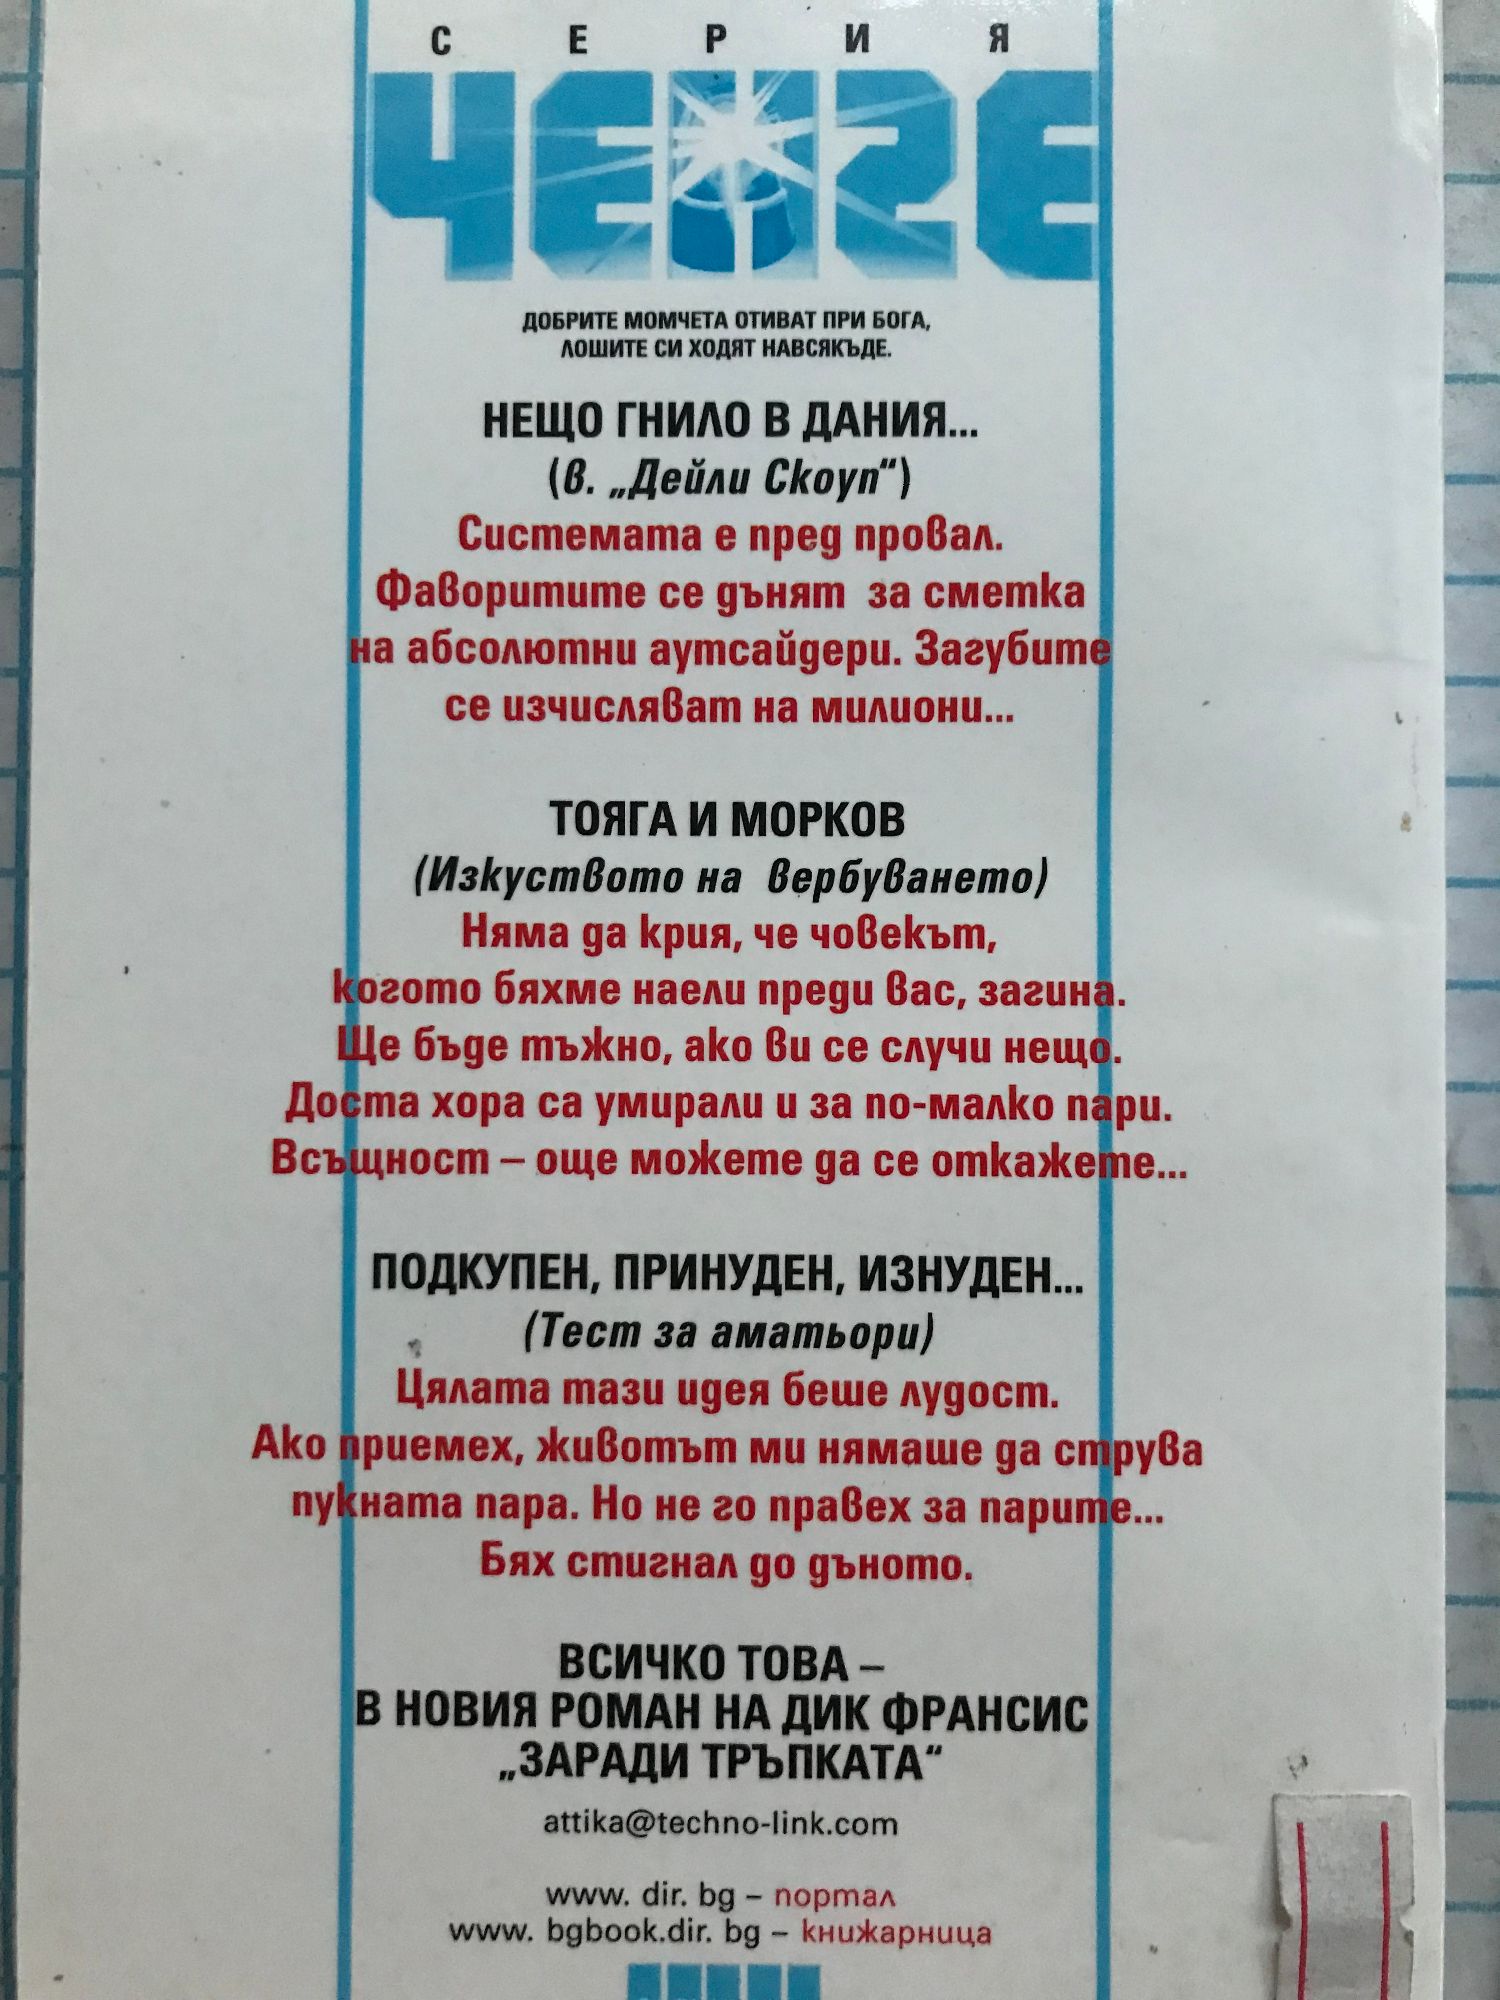 СЕРИЯ
ЧЕНГЕ
ДОБРИТЕ МОМЧЕТА ОТИВАТ ПРИ БОГА,
ЛОШИТЕ СИ ХОДЯТ НАВСЯКЪДЕ.
НЕЩО ГНИЛО В ДАНИЯ...
(в. „Дейли Скоуп“)
Системата е пред провал.
Фаворитите се дънят за сметка
на абсолютни аутсайдери. Загубите
се изчисляват на милиони...
ТОЯГА И МОРКОВ
(Изкуството на вербуването)
Няма да крия, че човекът,
когото бяхме наели преди вас, загина.
Ще бъде тъжно, ако ви се случи нещо.
Доста хора са умирали и за по-малко пари.
Всъщност – още можете да се откажете...
ПОДКУПЕН, ПРИНУДЕН, ИЗНУДЕН...
(Тест за аматьори)
Цялата тази идея беше лудост.
Ако приемех, животът ми нямаше да струва
пукната пара. Но не го правех за парите...
Бях стигнал до дъното.
ВСИЧКО ТОВА –
В НОВИЯ РОМАН НА ДИК ФРАНСИС
„ЗАРАДИ ТРЪПКАТА“
attika@techno-link.com
www. dir. bg – портал
www. bgbook.dir. bg – книжарница